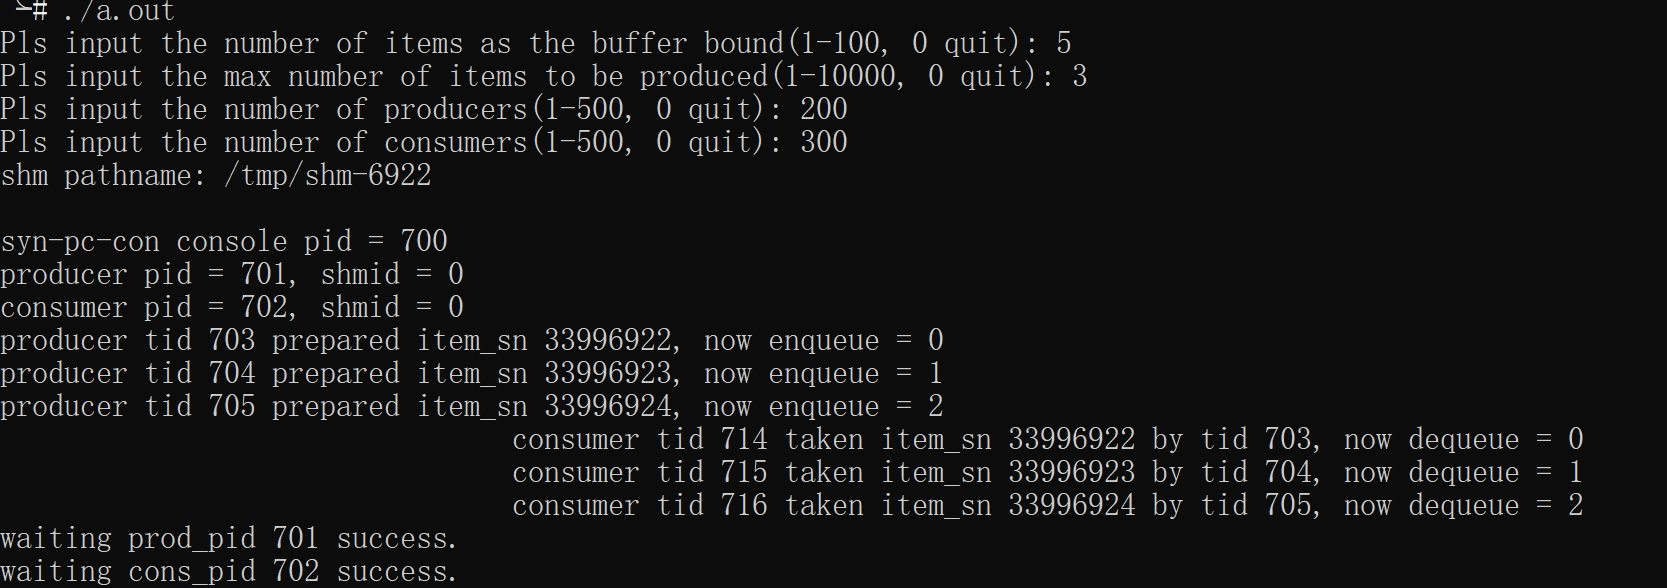 ~# ./a.out
Pls input the number of items as the buffer bound(1-100, 0 quit): 5
Pls input the max number of items to be produced(1-10000, 0 quit): 3
Pls input the number of producers(1-500, 0 quit): 200
Pls input the number of consumers(1-500, 0 quit): 300
shm pathname: /tmp/shm-6922

syn-pc-con console pid = 700
producer pid = 701, shmid = 0
consumer pid = 702, shmid = 0
producer tid 703 prepared item_sn 33996922, now enqueue = 0
producer tid 704 prepared item_sn 33996923, now enqueue = 1
producer tid 705 prepared item_sn 33996924, now enqueue = 2
consumer tid 714 taken item_sn 33996922 by tid 703, now dequeue = 0
consumer tid 715 taken item_sn 33996923 by tid 704, now dequeue = 1
consumer tid 716 taken item_sn 33996924 by tid 705, now dequeue = 2
waiting prod_pid 701 success.
waiting cons_pid 702 success.